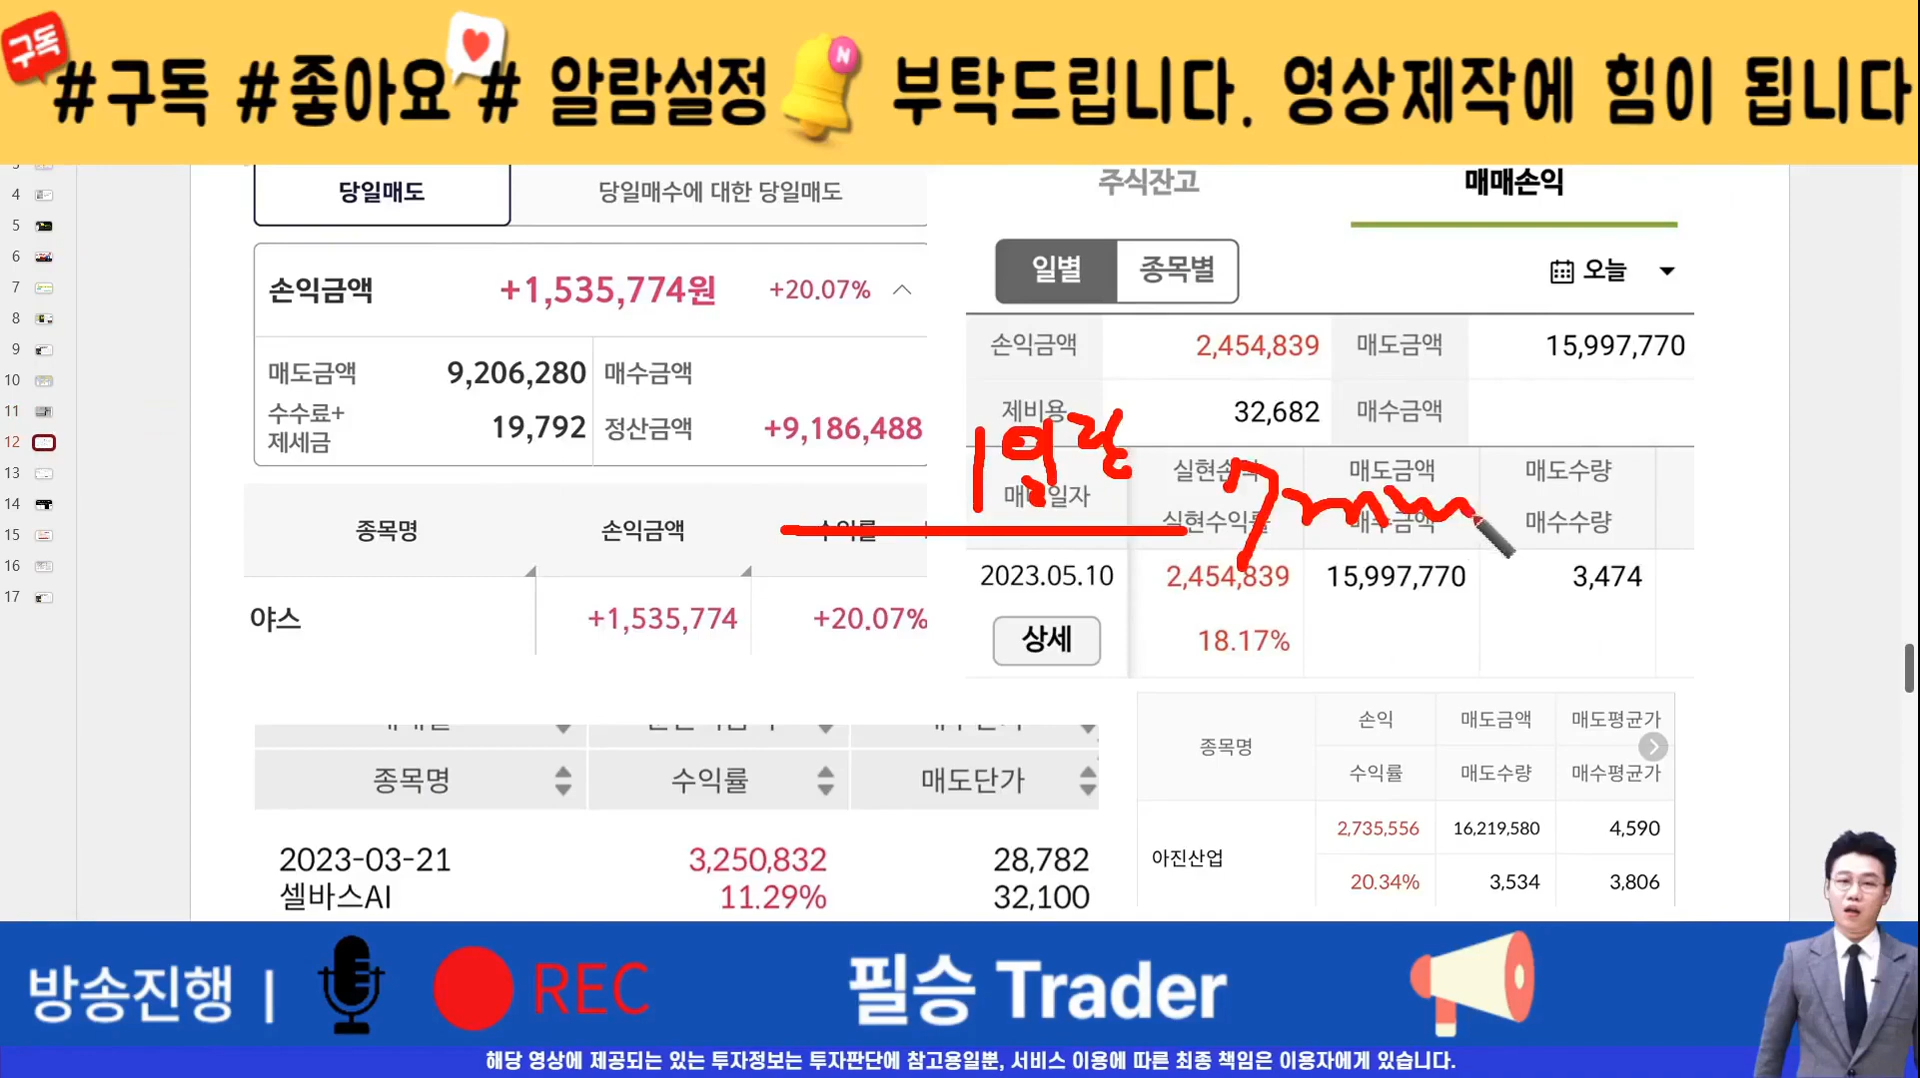 구독
N
#구독 #좋아요 # 알람설정 부탁드립니다. 영상제작에 힘이 됩니다
4
5
6
7
8
9
10
11
12
13
14
15
16
17
당일매도 당일매수에 대한 당일매도
손익금액 +1,535,774원 +20.07%
매도금액 9,206,280 매수금액
수수료+
제세금 19,792 정산금액 +9,186,488
종목명 손익금액 수익률
야스 +1,535,774 +20.07%
주식잔고 매매손익
일별 종목별 오늘
손익금액 2,454,839 매도금액 15,997,770
제비용 32,682 매수금액
매매일자 실현손익 매도금액 매도수량
실현수익률 매수금액 매수수량
2023.05.10 2,454,839 15,997,770 3,474
상세 18.17%
종목명 수익률 매도단가
2023-03-21 3,250,832 28,782
셀바스AI 11.29% 32,100
종목명 손익 매도금액 매도평균가
수익률 매도수량 매수평균가
아진산업 2,735,556 16,219,580 4,590
20.34% 3,534 3,806
방송진행 | REC 필승 Trader
해당 영상에 제공되는 있는 투자정보는 투자판단에 참고용일뿐, 서비스 이용에 따른 최종 책임은 이용자에게 있습니다.